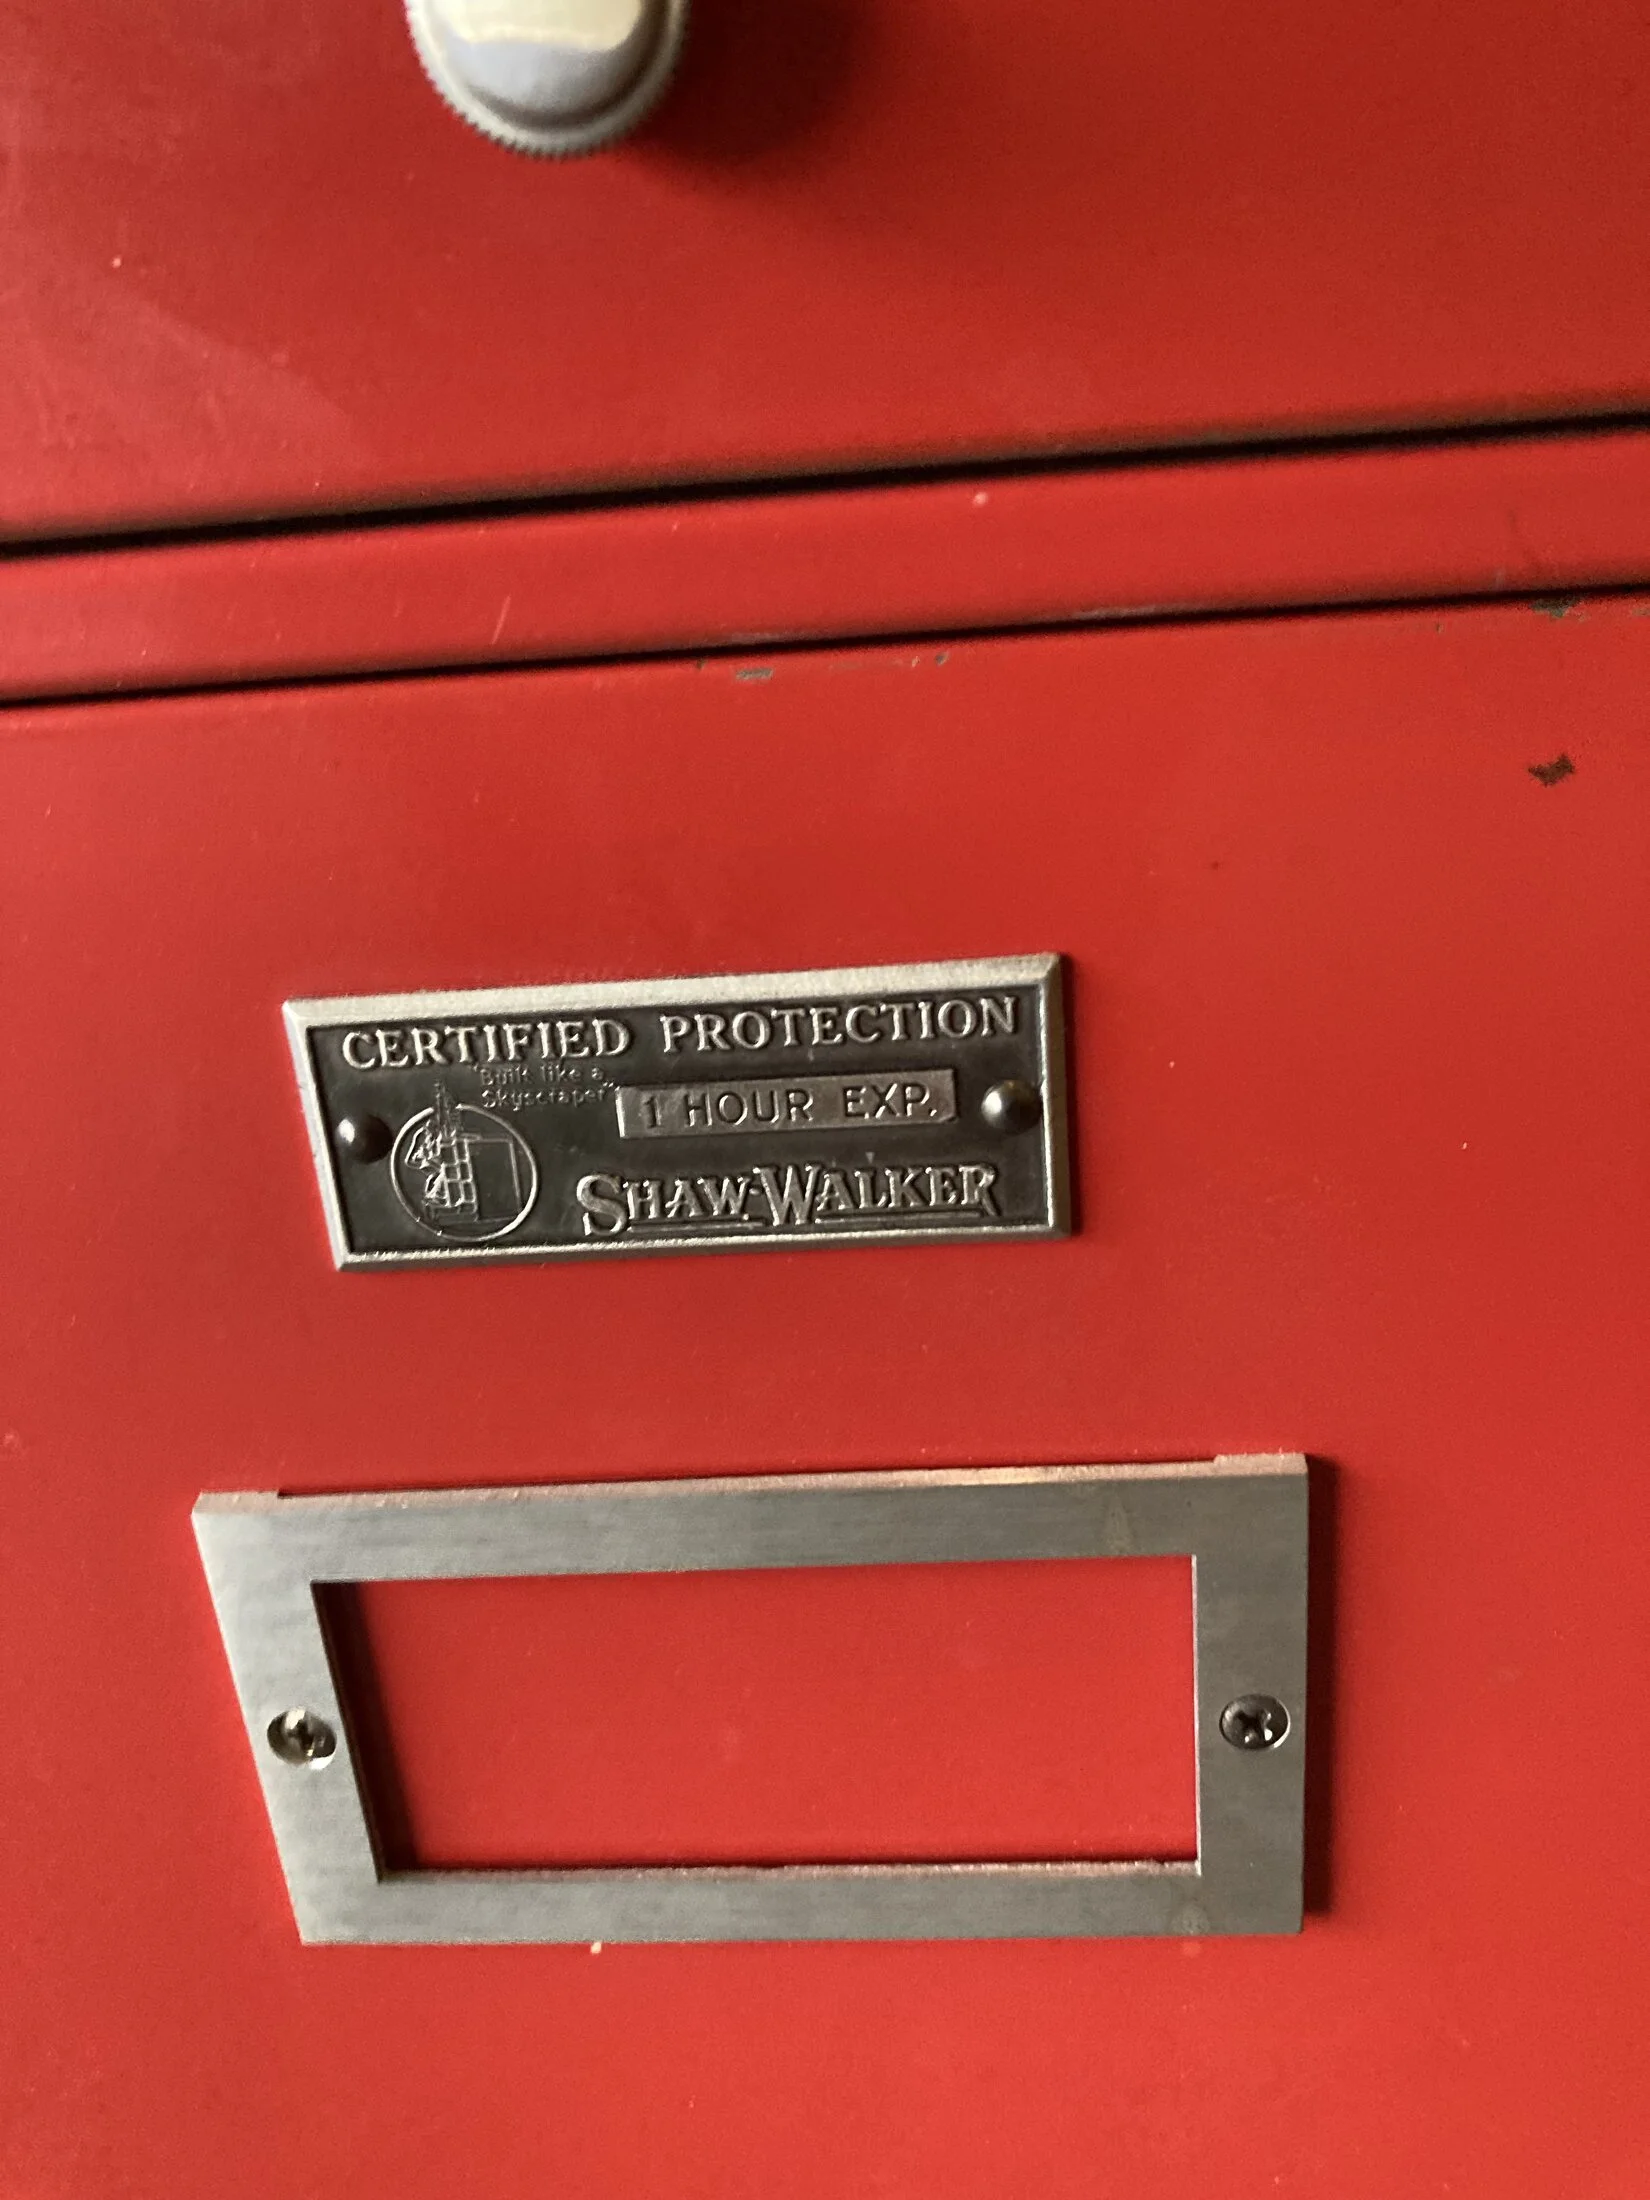 CERTIFIED PROTECTION
"Built like a
Skyscraper"
1 HOUR EXP.
SHAW-WALKER